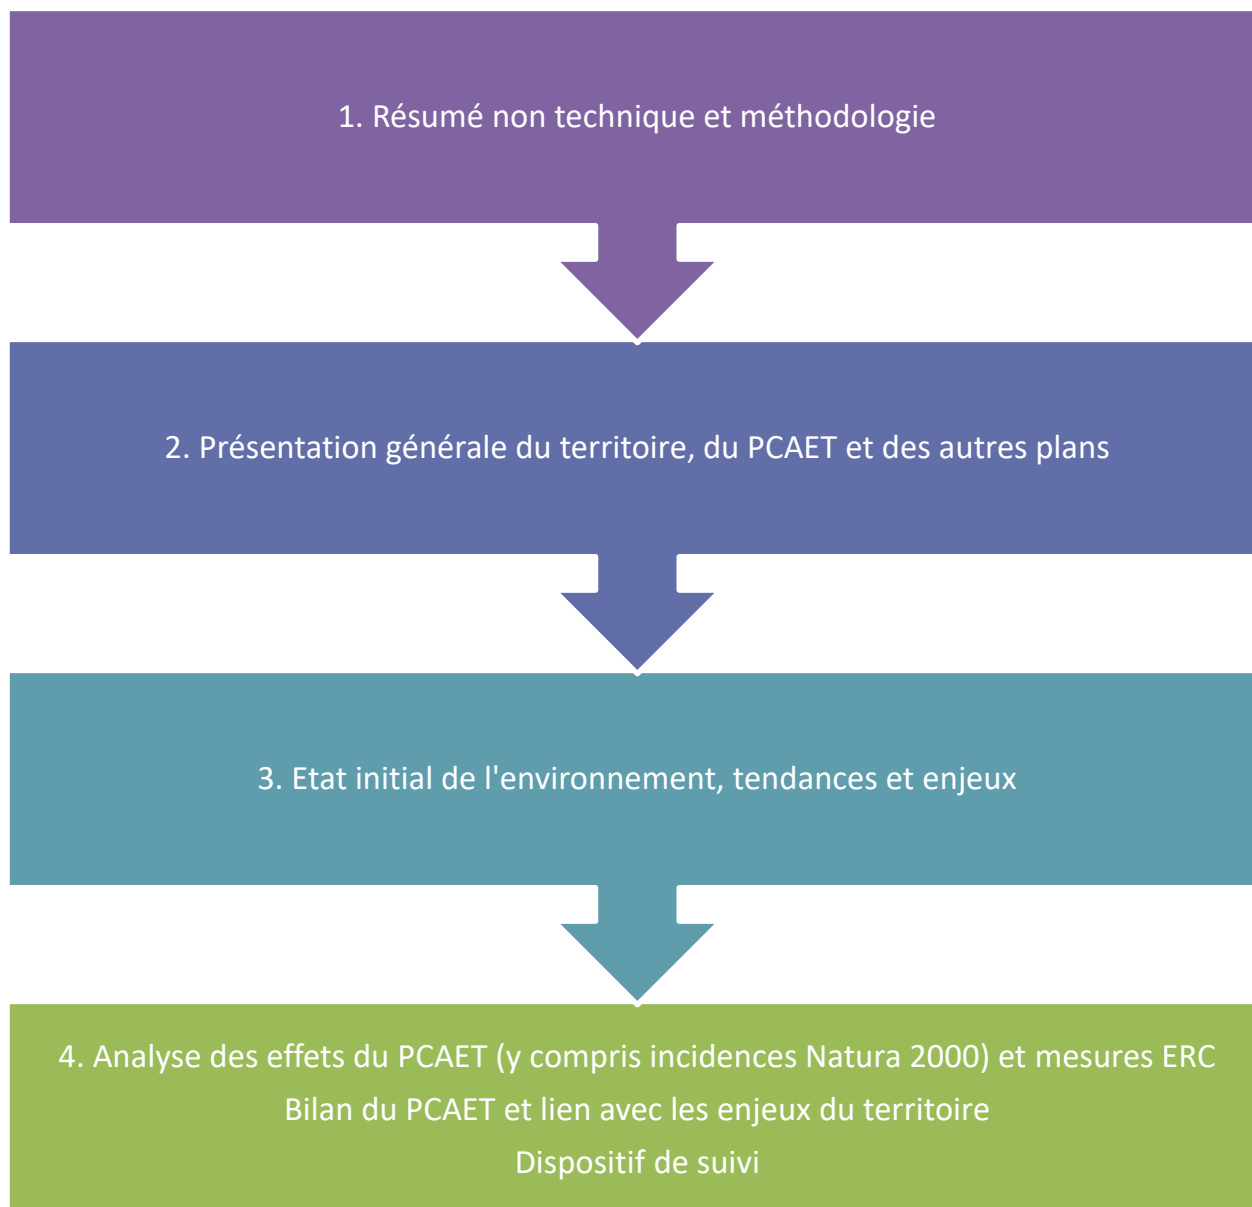 1. Résumé non technique et méthodologie
2. Présentation générale du territoire, du PCAET et des autres plans
3. Etat initial de l'environnement, tendances et enjeux
4. Analyse des effets du PCAET (y compris incidences Natura 2000) et mesures ERC
Bilan du PCAET et lien avec les enjeux du territoire
Dispositif de suivi